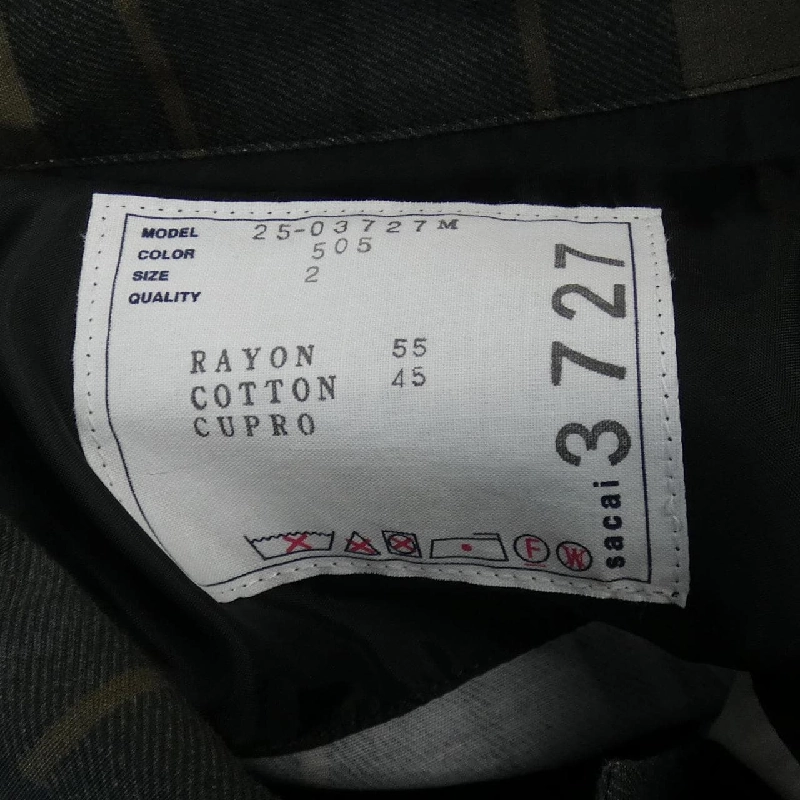 MODEL 25-03727M
COLOR 505
SIZE 2
QUALITY
RAYON 55
COTTON 45
CUPRO
F
W
sacai 3727